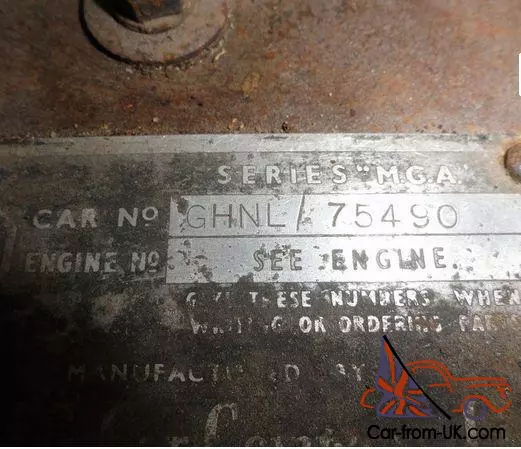 SERIES "MGA"
CAR No GHNL/75490
ENGINE No SEE ENGINE
GIVE THESE NUMBERS WHEN
WRITING OR ORDERING PARTS
MANUFACTURED BY
Car-from-UK.com